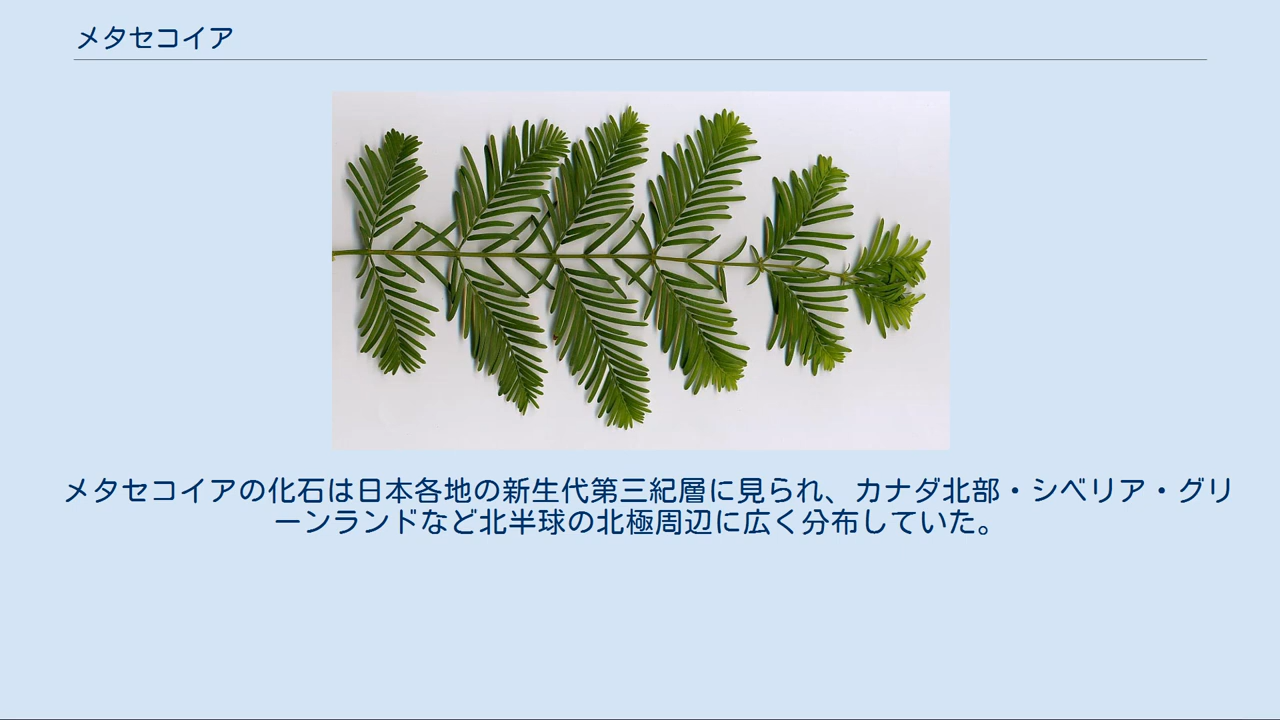 メタセコイア
メタセコイアの化石は日本各地の新生代第三紀層に見られ、カナダ北部・シベリア・グリ
ーンランドなど北半球の北極周辺に広く分布していた。